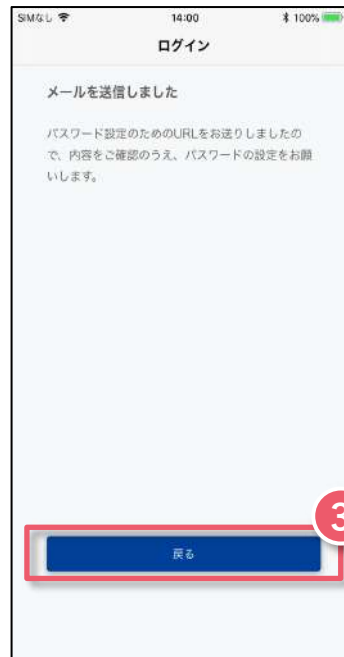 SIMなし 14:00 100%
ログイン
メールを送信しました
パスワード設定のためのURLをお送りしましたの
で、内容をご確認のうえ、パスワードの設定をお願
いします。
3
戻る